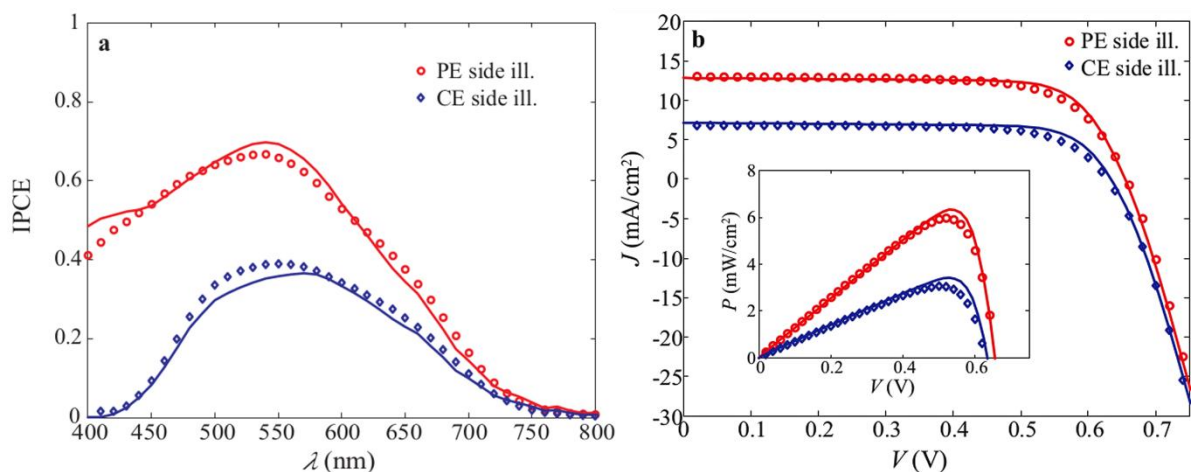 a
PE side ill.
CE side ill.
IPCE
1
0.8
0.6
0.4
0.2
0
400 450 500 550 600 650 700 750 800
λ (nm)
b
PE side ill.
CE side ill.
J (mA/cm²)
20
15
10
5
0
-5
-10
-15
-20
-25
-30
0 0.1 0.2 0.3 0.4 0.5 0.6 0.7
V (V)
P (mW/cm²)
8
6
4
2
0
0 0.2 0.4 0.6
V (V)